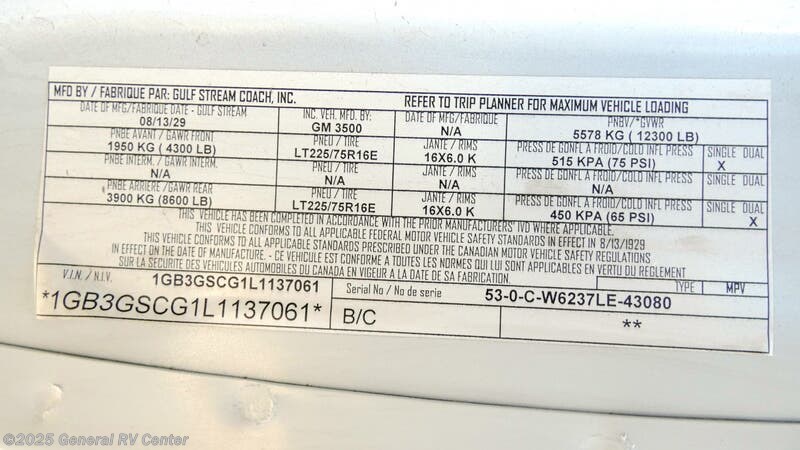 MFD BY / FABRIQUE PAR: GULF STREAM COACH, INC. REFER TO TRIP PLANNER FOR MAXIMUM VEHICLE LOADING
DATE OF MFG/FABRIQUE DATE - GULF STREAM INC. VEH. MFD. BY: DATE OF MFG/FABRIQUE PNBV/*GVWR
08/13/29 GM 3500 N/A 5578 KG ( 12300 LB)
PNBE AVANT / GAWR FRONT PNEU / TIRE JANTE / RIMS PRESS DE GONFL A FROID/COLD INFL PRESS SINGLE DUAL
1950 KG ( 4300 LB) LT225/75R16E 16X6.0 K 515 KPA (75 PSI) X
PNBE INTERM. / GAWR INTERM. PNEU / TIRE JANTE / RIMS PRESS DE GONFL A FROID/COLD INFL PRESS SINGLE DUAL
N/A N/A N/A N/A
PNBE ARRIERE /GAWR REAR PNEU / TIRE JANTE / RIMS PRESS DE GONFL A FROID/COLD INFL PRESS SINGLE DUAL
3900 KG (8600 LB) LT225/75R16E 16X6.0 K 450 KPA (65 PSI) X
THIS VEHICLE HAS BEEN COMPLETED IN ACCORDANCE WITH THE PRIOR MANUFACTURERS' IVD WHERE APPLICABLE.
THIS VEHICLE CONFORMS TO ALL APPLICABLE FEDERAL MOTOR VEHICLE SAFETY STANDARDS IN EFFECT IN 8/13/1929
THIS VEHICLE CONFORMS TO ALL APPLICABLE STANDARDS PRESCRIBED UNDER THE CANADIAN MOTOR VEHICLE SAFETY REGULATIONS
IN EFFECT ON THE DATE OF MANUFACTURE. - CE VEHICULE EST CONFORME A TOUTES LES NORMES QUI LUI SONT APPLICABLES EN VERTU DU REGLEMENT
SUR LA SECURITE DES VEHICULES AUTOMOBILES DU CANADA EN VIGEUR A LA DATE DE SA FABRICATION.
V.I.N. / N.I.V. 1GB3GSCG1L1137061 Serial No / No de serie 53-0-C-W6237LE-43080 TYPE MPV
*1GB3GSCG1L1137061* B/C **
©2025 General RV Center